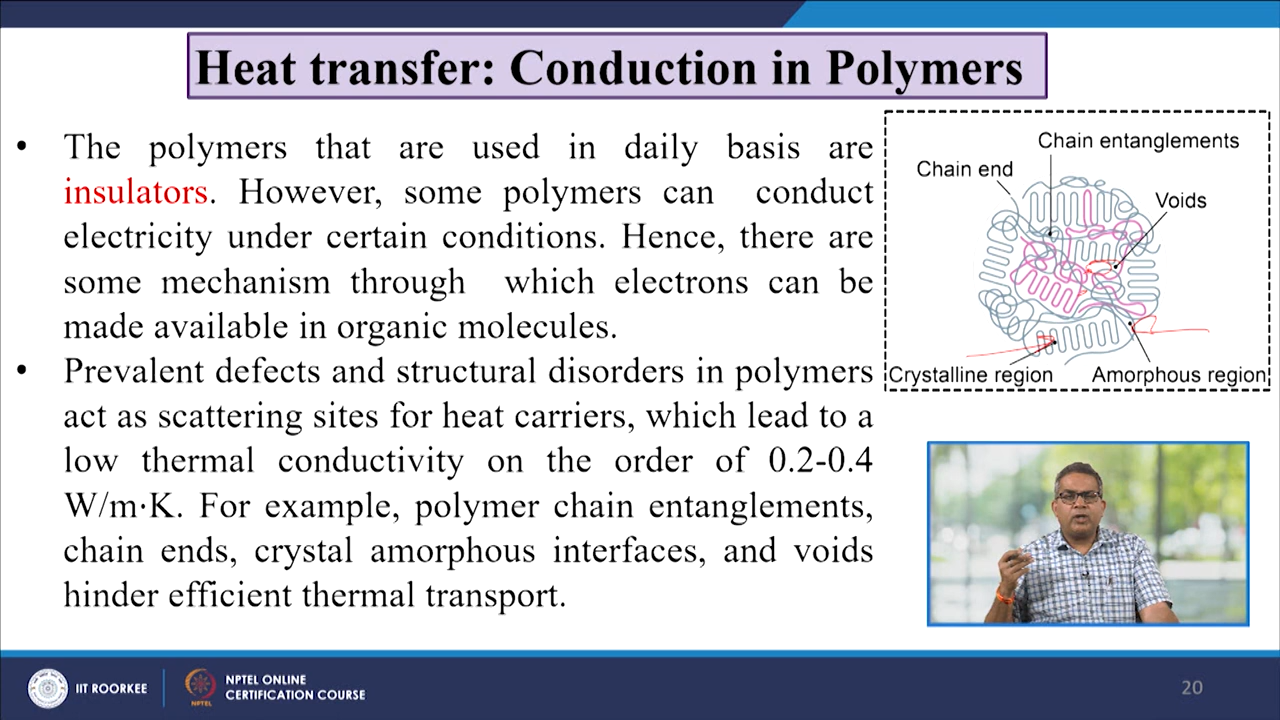 Heat transfer: Conduction in Polymers
• The polymers that are used in daily basis are
insulators. However, some polymers can conduct
electricity under certain conditions. Hence, there are
some mechanism through which electrons can be
made available in organic molecules.
• Prevalent defects and structural disorders in polymers
act as scattering sites for heat carriers, which lead to a
low thermal conductivity on the order of 0.2-0.4
W/m·K. For example, polymer chain entanglements,
chain ends, crystal amorphous interfaces, and voids
hinder efficient thermal transport.
Chain entanglements
Chain end
Voids
Crystalline region
Amorphous region
IIT ROORKEE
NPTEL
NPTEL ONLINE
CERTIFICATION COURSE
20